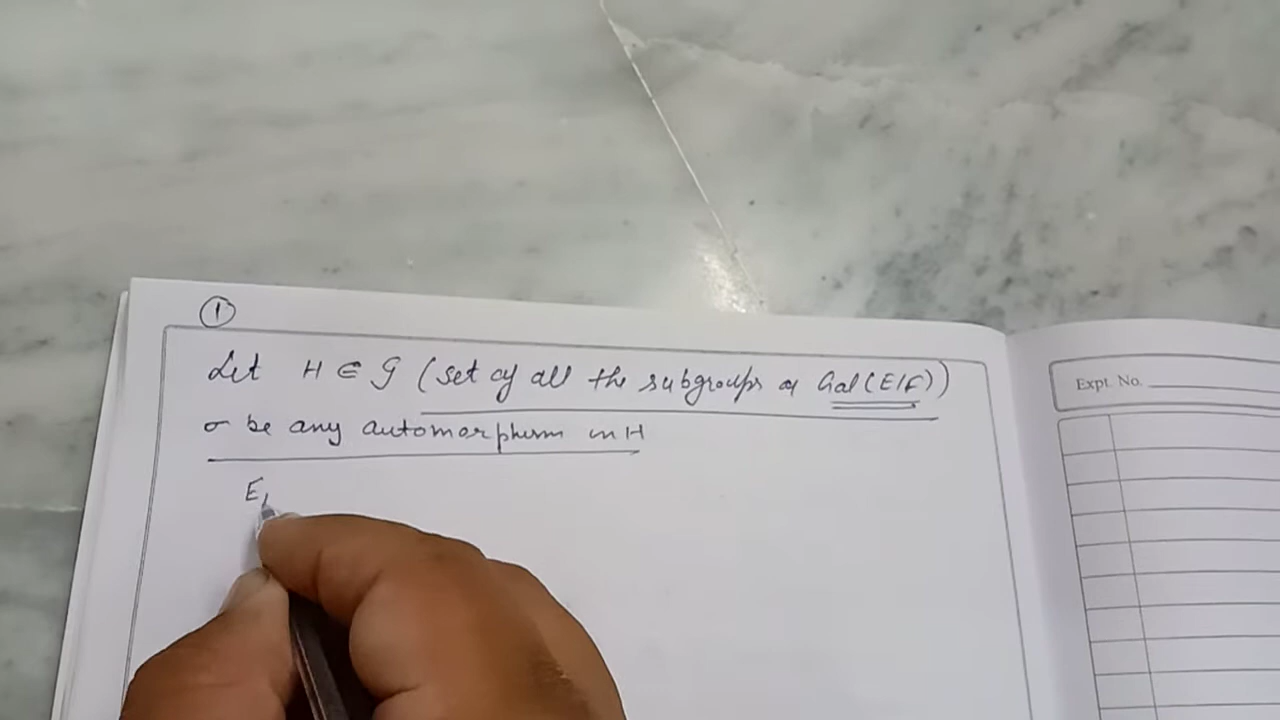 ①
Let H ∈ G (set of all the subgroups of Gal(E/F))
σ be any automorphism in H
E
Expt. No.